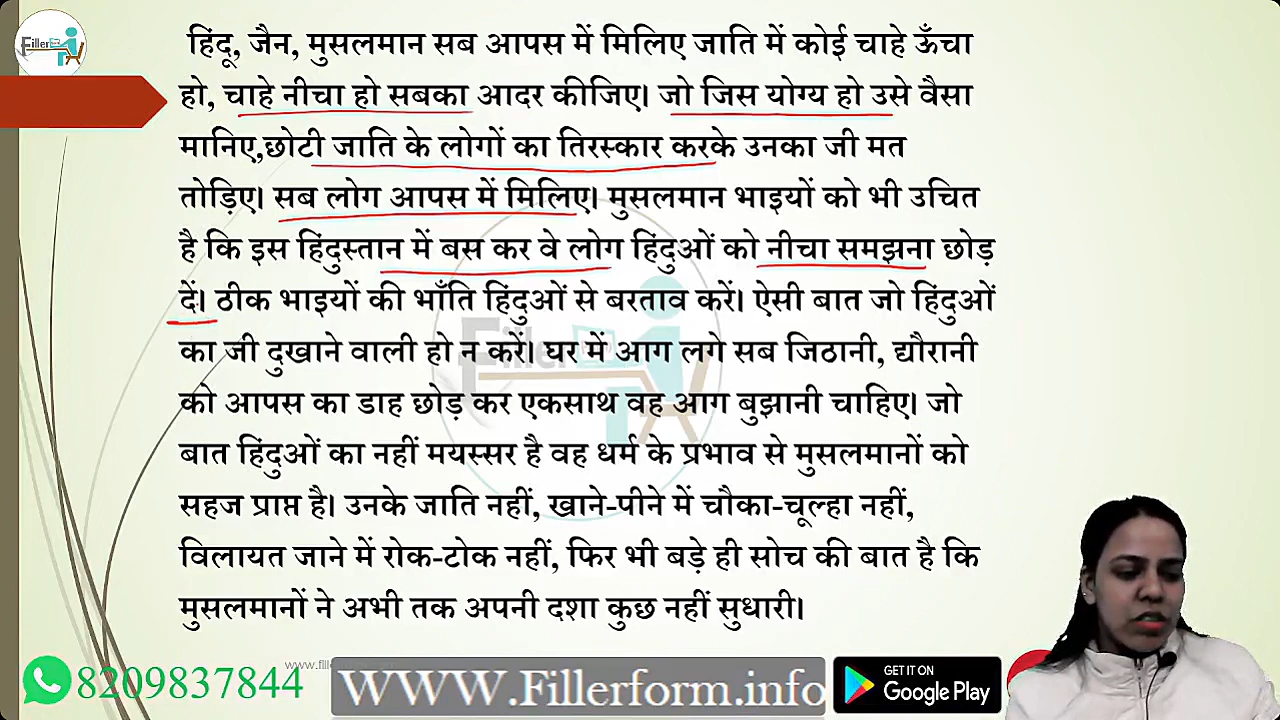 Filler
हिंदू, जैन, मुसलमान सब आपस में मिलिए जाति में कोई चाहे ऊँचा
हो, चाहे नीचा हो सबका आदर कीजिए। जो जिस योग्य हो उसे वैसा
मानिए,छोटी जाति के लोगों का तिरस्कार करके उनका जी मत
तोड़िए। सब लोग आपस में मिलिए। मुसलमान भाइयों को भी उचित
है कि इस हिंदुस्तान में बस कर वे लोग हिंदुओं को नीचा समझना छोड़
दें। ठीक भाइयों की भाँति हिंदुओं से बरताव करें। ऐसी बात जो हिंदुओं
का जी दुखाने वाली हो न करें। घर में आग लगे सब जिठानी, द्यौरानी
को आपस का डाह छोड़ कर एकसाथ वह आग बुझानी चाहिए। जो
बात हिंदुओं का नहीं मयस्सर है वह धर्म के प्रभाव से मुसलमानों को
सहज प्राप्त है। उनके जाति नहीं, खाने-पीने में चौका-चूल्हा नहीं,
विलायत जाने में रोक-टोक नहीं, फिर भी बड़े ही सोच की बात है कि
मुसलमानों ने अभी तक अपनी दशा कुछ नहीं सुधारी।
8209837844
WWW.Fillerform.info
GET IT ON
Google Play